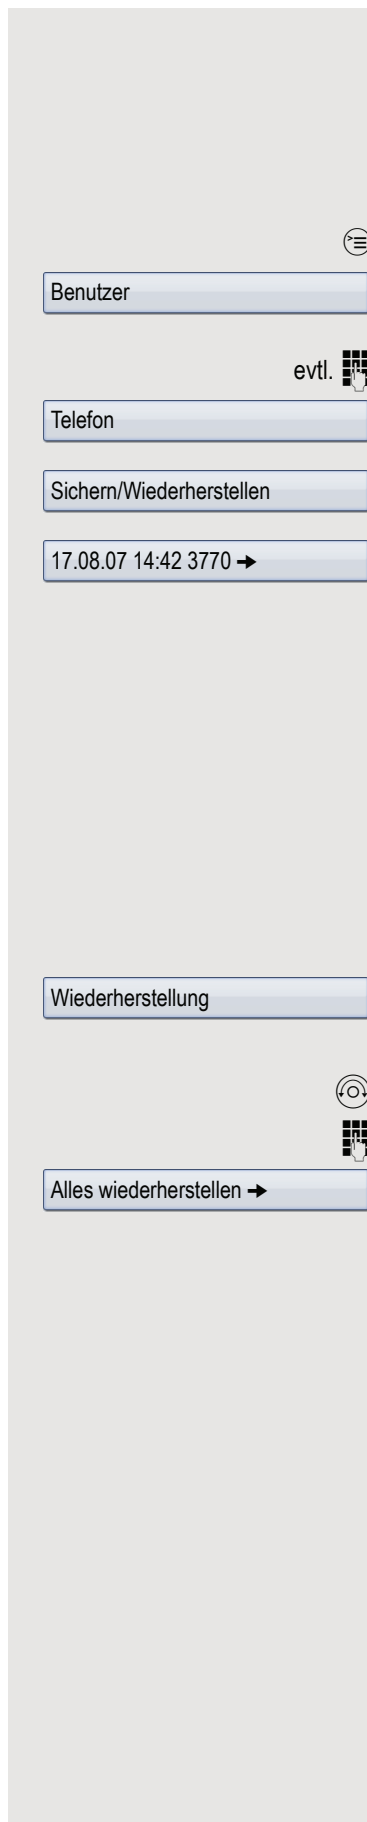 Benutzer
evtl.
Telefon
Sichern/Wiederherstellen
17.08.07 14:42 3770 →
Wiederherstellung
Alles wiederherstellen →